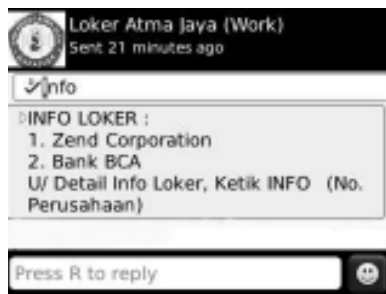 Loker Atma Jaya (Work)
Sent 21 minutes ago
Info
INFO LOKER :
1. Zend Corporation
2. Bank BCA
U/ Detail Info Loker, Ketik INFO (No.
Perusahaan)
Press R to reply